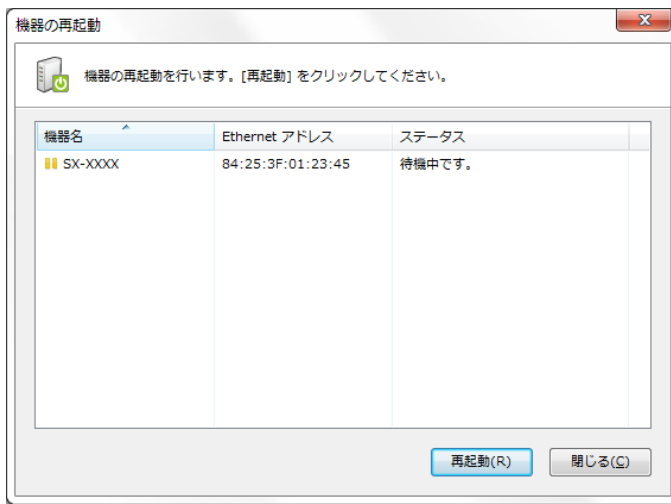 機器の再起動
機器の再起動を行います。[再起動] をクリックしてください。
機器名 Ethernet アドレス ステータス
SX-XXXX 84:25:3F:01:23:45 待機中です。
再起動(R) 閉じる(C)